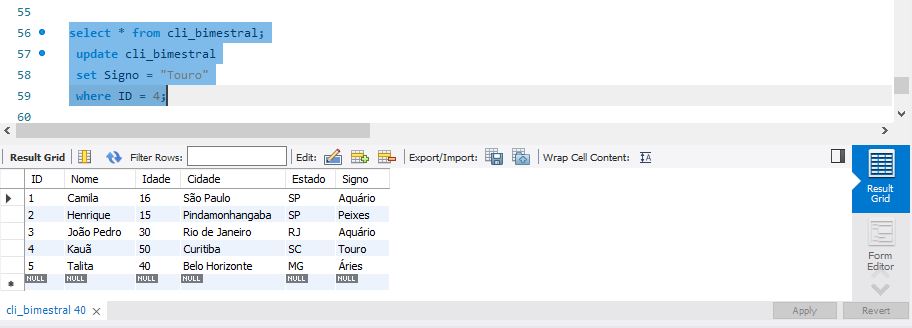 55
56 select * from cli_bimestral;
57 update cli_bimestral
58 set Signo = "Touro"
59 where ID = 4;
60
Result Grid Filter Rows: Edit: Export/Import: Wrap Cell Content: IA
ID Nome Idade Cidade Estado Signo
1 Camila 16 São Paulo SP Aquário
2 Henrique 15 Pindamonhangaba SP Peixes
3 João Pedro 30 Rio de Janeiro RJ Aquário
4 Kauã 50 Curitiba SC Touro
5 Talita 40 Belo Horizonte MG Áries
NULL NULL NULL NULL NULL NULL
Result
Grid
Form
Editor
cli_bimestral 40 Apply Revert